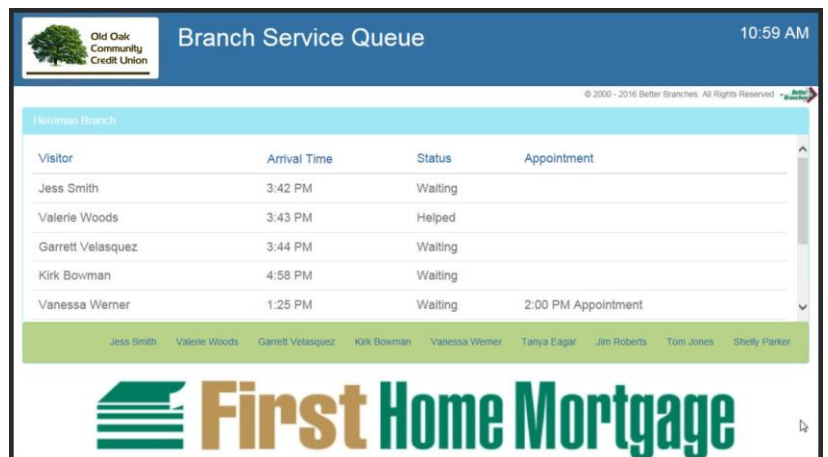 Old Oak
Community
Credit Union
Branch Service Queue
10:59 AM
© 2000 - 2016 Better Branches. All Rights Reserved
Better
Branches
Herriman Branch
Visitor Arrival Time Status Appointment
Jess Smith 3:42 PM Waiting
Valerie Woods 3:43 PM Helped
Garrett Velasquez 3:44 PM Waiting
Kirk Bowman 4:58 PM Waiting
Vanessa Werner 1:25 PM Waiting 2:00 PM Appointment
Jess Smith Valerie Woods Garrett Velasquez Kirk Bowman Vanessa Werner Tanya Eagar Jim Roberts Tom Jones Shelly Parker
First Home Mortgage